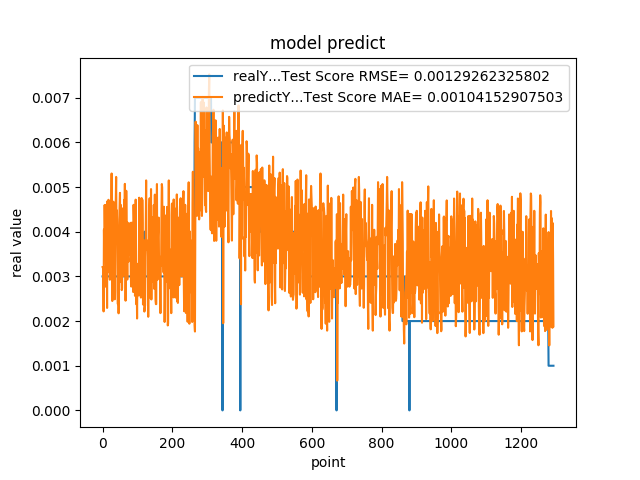 model predict
realY...Test Score RMSE= 0.00129262325802
predictY...Test Score MAE= 0.00104152907503
real value
0.007
0.006
0.005
0.004
0.003
0.002
0.001
0.000
0 200 400 600 800 1000 1200
point